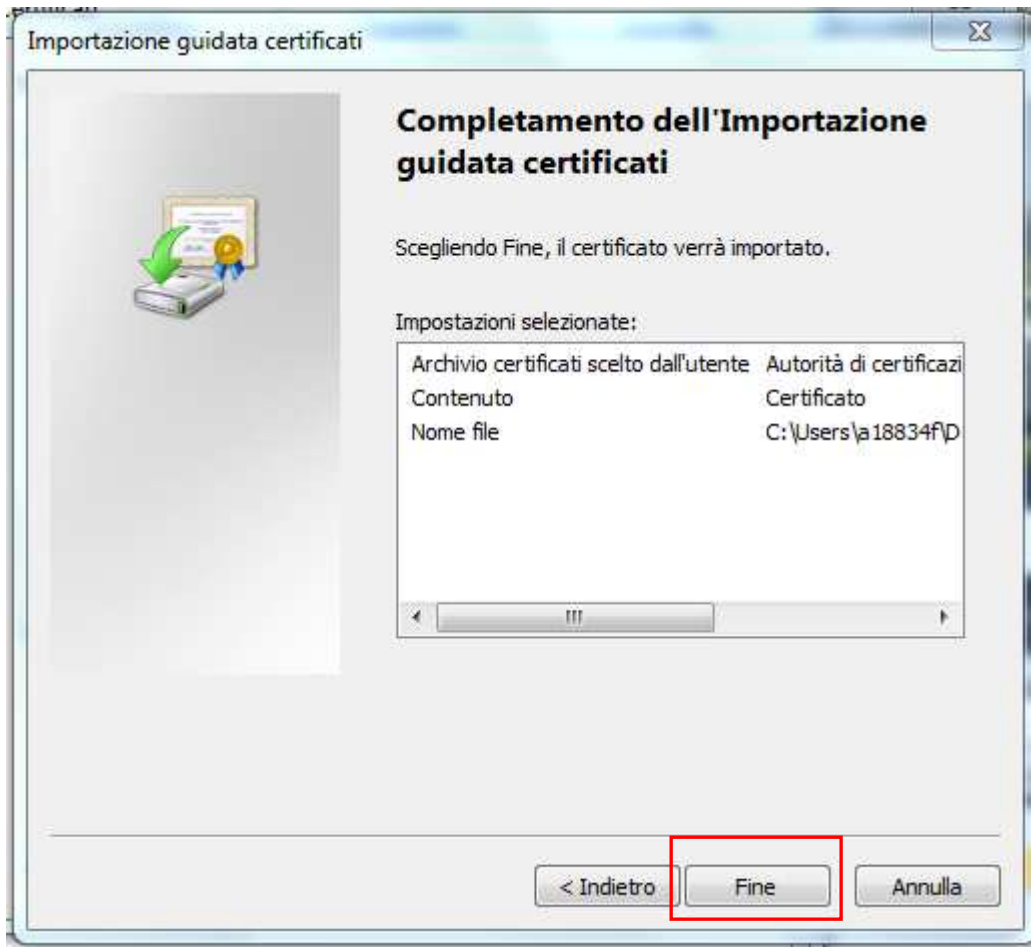 Importazione guidata certificati
Completamento dell'Importazione
guidata certificati
Scegliendo Fine, il certificato verrà importato.
Impostazioni selezionate:
Archivio certificati scelto dall'utente Autorità di certificazi
Contenuto Certificato
Nome file C:\Users\a18834f\D
< Indietro Fine Annulla